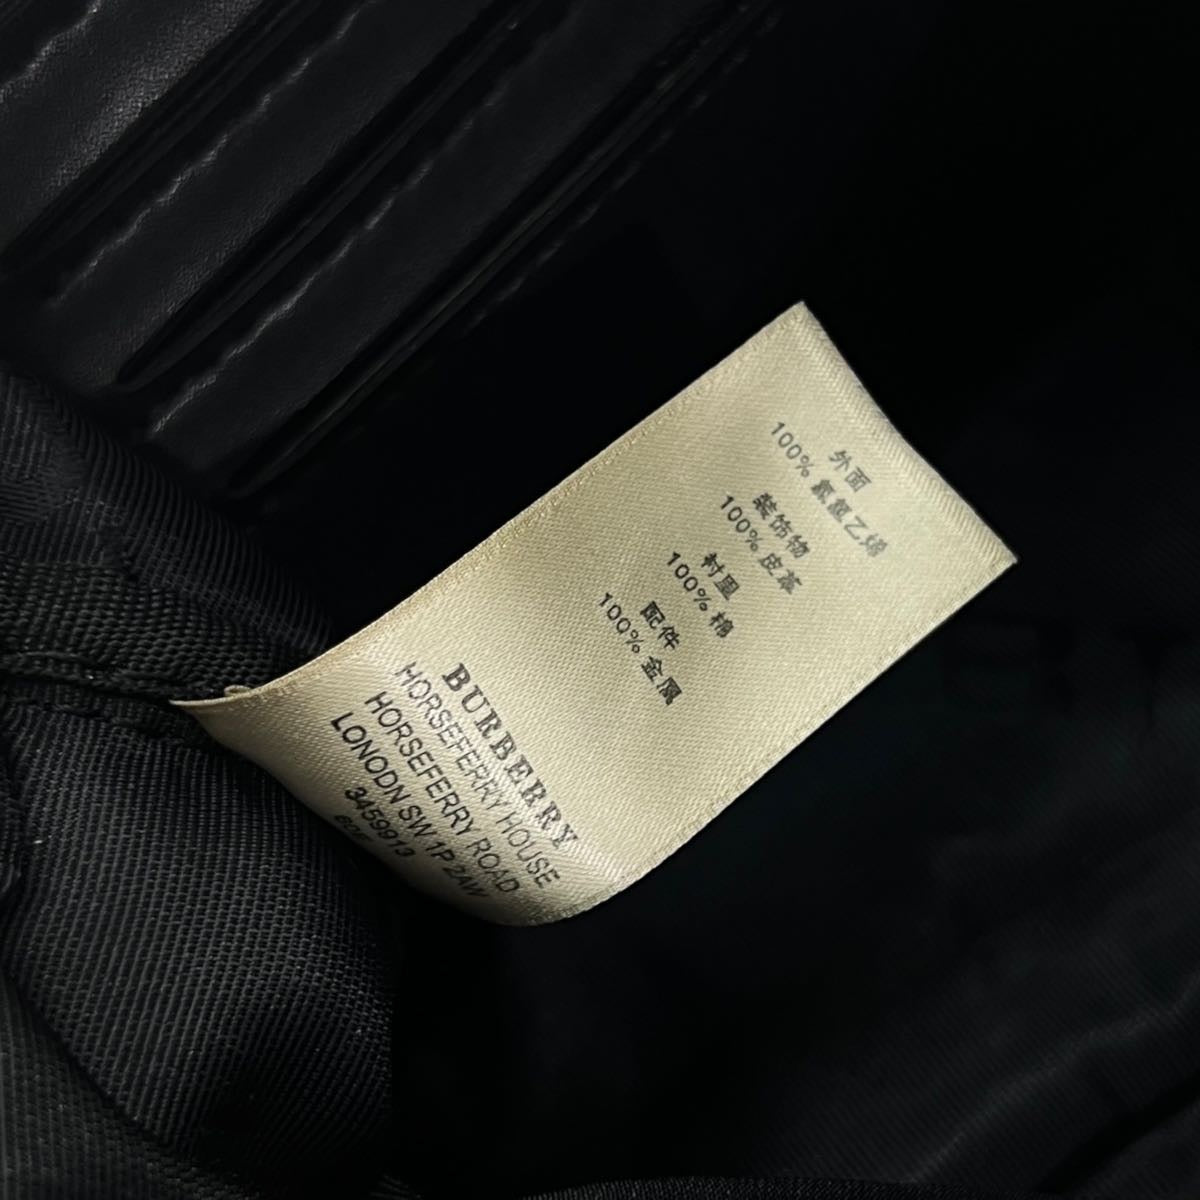 外面
100% 氯氯乙烯
装饰物
100% 皮革
衬里
100% 棉
配件
100% 金属
BURBERRY
HORSEFERRY HOUSE
HORSEFERRY ROAD
LONODN SW 1P 2AW
3459913